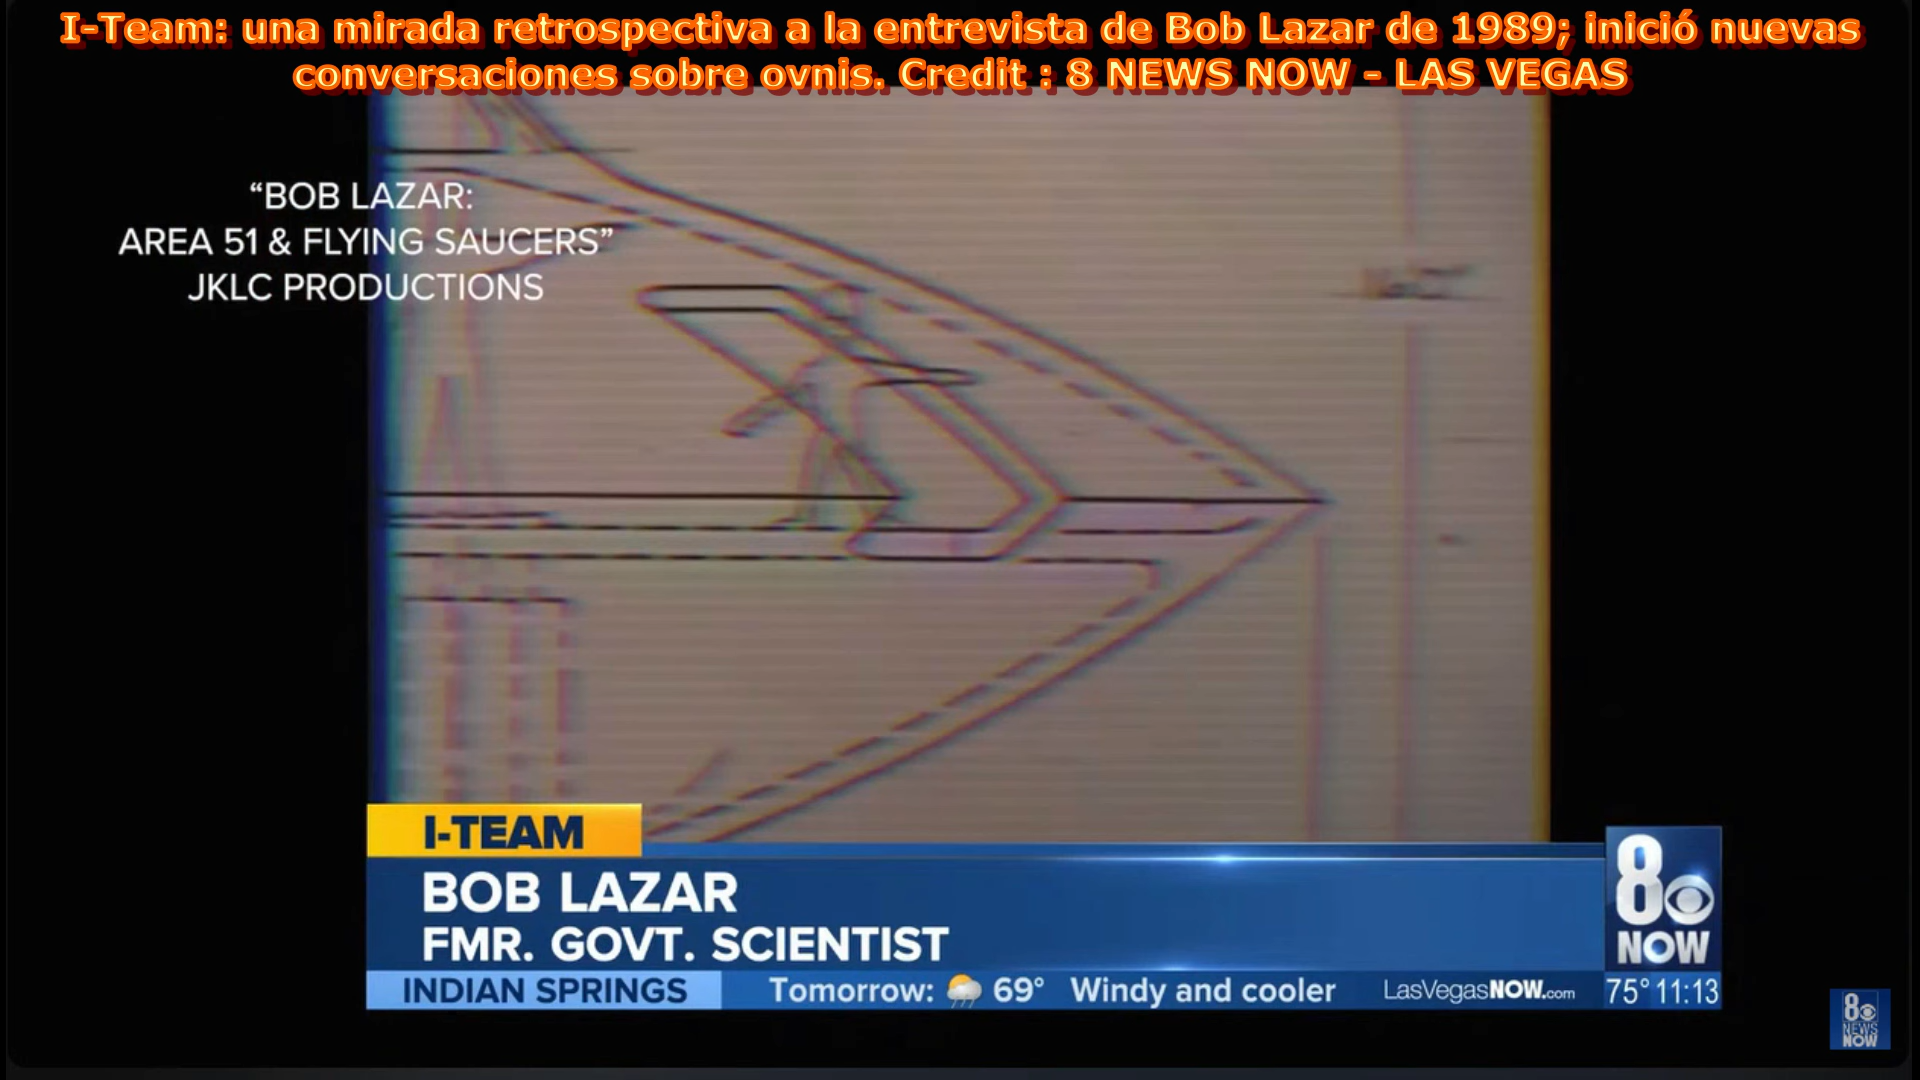 I-Team: una mirada retrospectiva a la entrevista de Bob Lazar de 1989; inició nuevas
conversaciones sobre ovnis. Credit : 8 NEWS NOW - LAS VEGAS
“BOB LAZAR:
AREA 51 & FLYING SAUCERS”
JKLC PRODUCTIONS
I-TEAM
BOB LAZAR
FMR. GOVT. SCIENTIST
8
NOW
INDIAN SPRINGS
Tomorrow: 69° Windy and cooler
LasVegasNOW.com
75° 11:13
8
NEWS
NOW